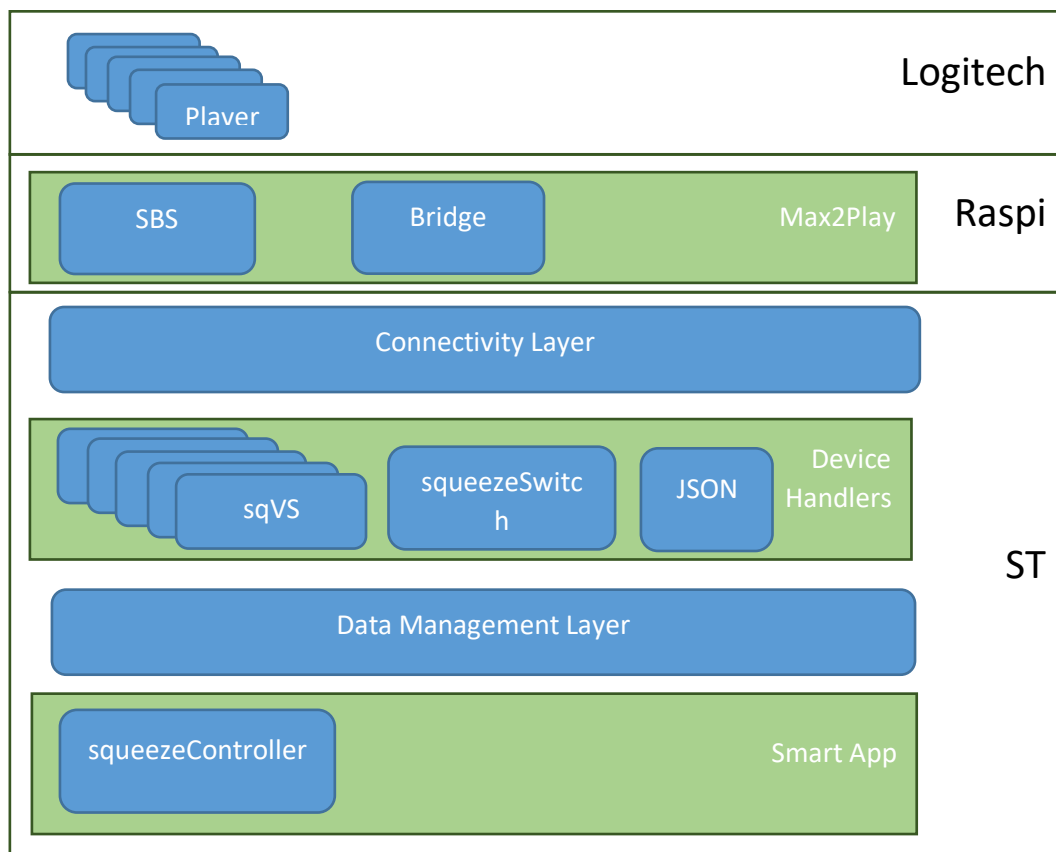 Logitech
Player
SBS
Bridge
Max2Play
Raspi
Connectivity Layer
sqVS
squeezeSwitc
h
JSON
Device
Handlers
ST
Data Management Layer
squeezeController
Smart App